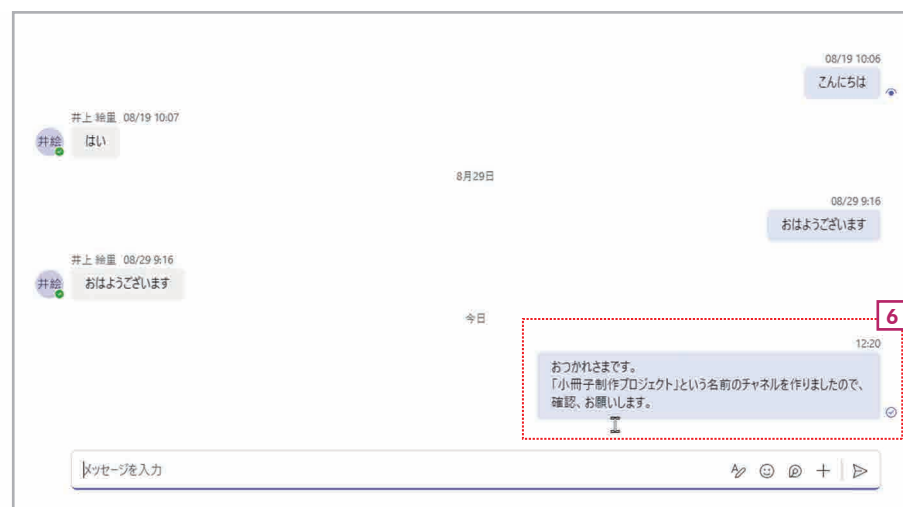 08/19 10:06
こんにちは
井上 絵里 08/19 10:07
井絵
はい
8月29日
08/29 9:16
おはようございます
井上 絵里 08/29 9:16
井絵
おはようございます
今日
6
12:20
おつかれさまです。
「小冊子制作プロジェクト」という名前のチャネルを作りましたので、
確認、お願いします。
メッセージを入力